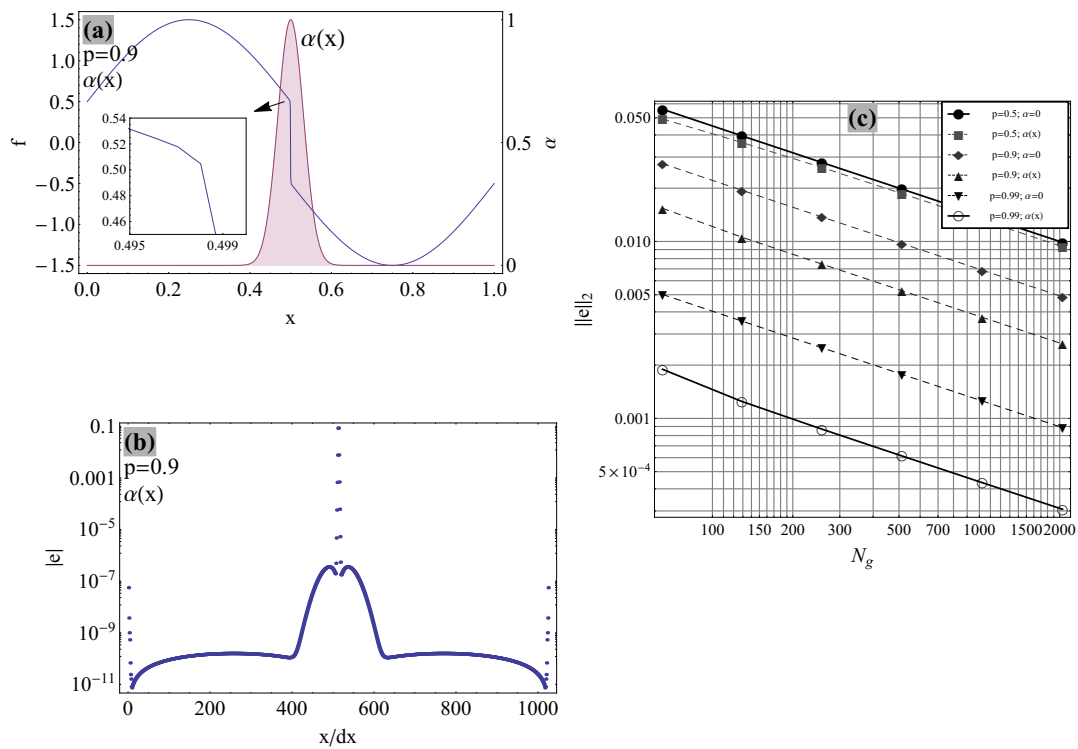 (a)
p=0.9
α(x)
α(x)
1.5
1.0
0.5
0.0
−0.5
−1.0
−1.5
f
0.54
0.52
0.50
0.48
0.46
0.495
0.499
1
0.5
0
α
0.0 0.2 0.4 0.6 0.8 1.0
x
(b)
p=0.9
α(x)
0.1
0.001
10⁻⁵
10⁻⁷
10⁻⁹
10⁻¹¹
|e|
0 200 400 600 800 1000
x/dx
(c)
p=0.5; α=0
p=0.5; α(x)
p=0.9; α=0
p=0.9; α(x)
p=0.99; α=0
p=0.99; α(x)
0.050
0.010
0.005
0.001
5×10⁻⁴
||e||₂
100 150 200 300 500 700 1000 1500 2000
N_g